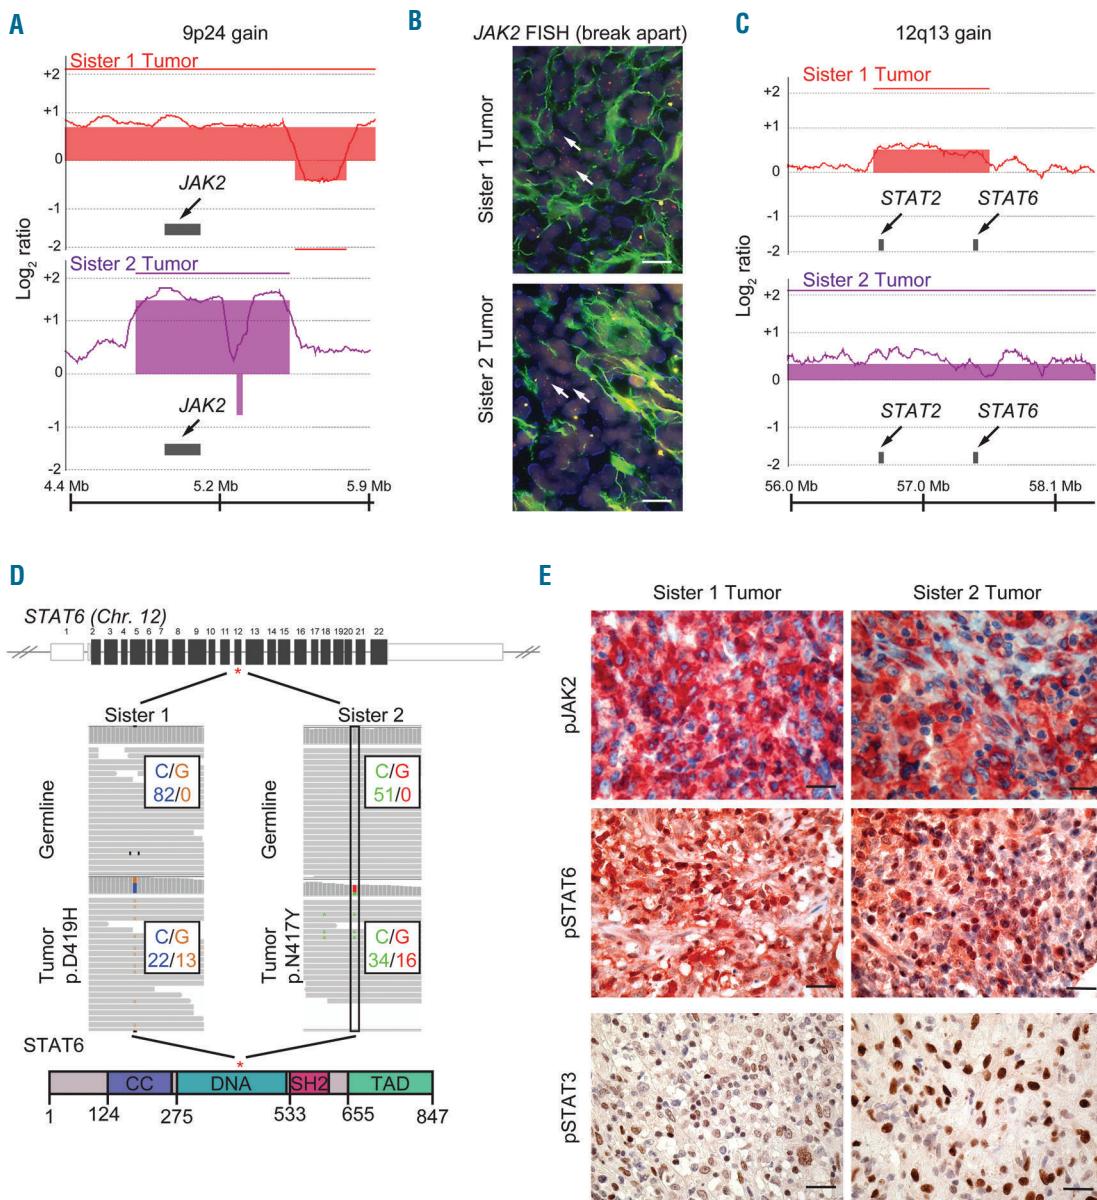 A
9p24 gain
Sister 1 Tumor
+2
+1
0
JAK2
-1
-2
Log2 ratio
Sister 2 Tumor
+2
+1
0
JAK2
-1
-2
4.4 Mb 5.2 Mb 5.9 Mb
B
JAK2 FISH (break apart)
Sister 1 Tumor
Sister 2 Tumor
C
12q13 gain
Sister 1 Tumor
+2
+1
0
STAT2 STAT6
-1
-2
Log2 ratio
Sister 2 Tumor
+2
+1
0
STAT2 STAT6
-1
-2
56.0 Mb 57.0 Mb 58.1 Mb
D
STAT6 (Chr. 12)
1 2 3 4 5 6 7 8 9 10 11 12 13 14 15 16 17 18 19 20 21 22
*
Sister 1 Sister 2
Germline
C/G
82/0
Germline
C/G
51/0
Tumor
p.D419H
C/G
22/13
Tumor
p.N417Y
C/G
34/16
STAT6
*
CC DNA SH2 TAD
1 124 275 533 655 847
E
Sister 1 Tumor Sister 2 Tumor
pJAK2
pSTAT6
pSTAT3